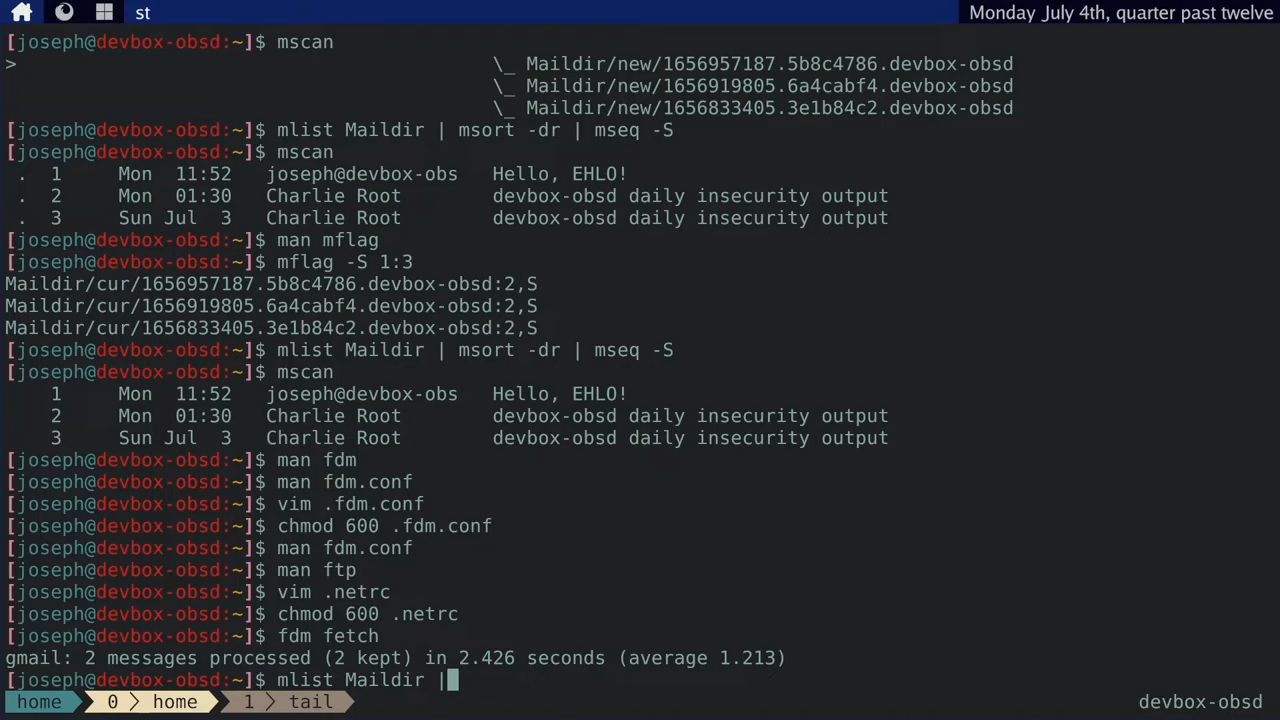 st
Monday July 4th, quarter past twelve
[joseph@devbox-obsd:~]$ mscan
> \_ Maildir/new/1656957187.5b8c4786.devbox-obsd
\_ Maildir/new/1656919805.6a4cabf4.devbox-obsd
\_ Maildir/new/1656833405.3e1b84c2.devbox-obsd
[joseph@devbox-obsd:~]$ mlist Maildir | msort -dr | mseq -S
[joseph@devbox-obsd:~]$ mscan
. 1 Mon 11:52 joseph@devbox-obs Hello, EHLO!
. 2 Mon 01:30 Charlie Root devbox-obsd daily insecurity output
. 3 Sun Jul 3 Charlie Root devbox-obsd daily insecurity output
[joseph@devbox-obsd:~]$ man mflag
[joseph@devbox-obsd:~]$ mflag -S 1:3
Maildir/cur/1656957187.5b8c4786.devbox-obsd:2,S
Maildir/cur/1656919805.6a4cabf4.devbox-obsd:2,S
Maildir/cur/1656833405.3e1b84c2.devbox-obsd:2,S
[joseph@devbox-obsd:~]$ mlist Maildir | msort -dr | mseq -S
[joseph@devbox-obsd:~]$ mscan
1 Mon 11:52 joseph@devbox-obs Hello, EHLO!
2 Mon 01:30 Charlie Root devbox-obsd daily insecurity output
3 Sun Jul 3 Charlie Root devbox-obsd daily insecurity output
[joseph@devbox-obsd:~]$ man fdm
[joseph@devbox-obsd:~]$ man fdm.conf
[joseph@devbox-obsd:~]$ vim .fdm.conf
[joseph@devbox-obsd:~]$ chmod 600 .fdm.conf
[joseph@devbox-obsd:~]$ man fdm.conf
[joseph@devbox-obsd:~]$ man ftp
[joseph@devbox-obsd:~]$ vim .netrc
[joseph@devbox-obsd:~]$ chmod 600 .netrc
[joseph@devbox-obsd:~]$ fdm fetch
gmail: 2 messages processed (2 kept) in 2.426 seconds (average 1.213)
[joseph@devbox-obsd:~]$ mlist Maildir |
home 0 home 1 tail devbox-obsd